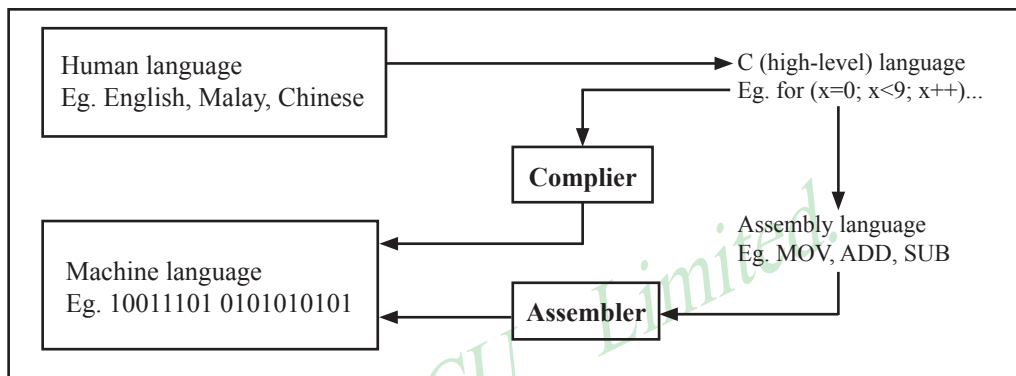 Human language
Eg. English, Malay, Chinese
C (high-level) language
Eg. for (x=0; x<9; x++)...
Complier
Assembly language
Eg. MOV, ADD, SUB
Machine language
Eg. 10011101 0101010101
Assembler
Limited.